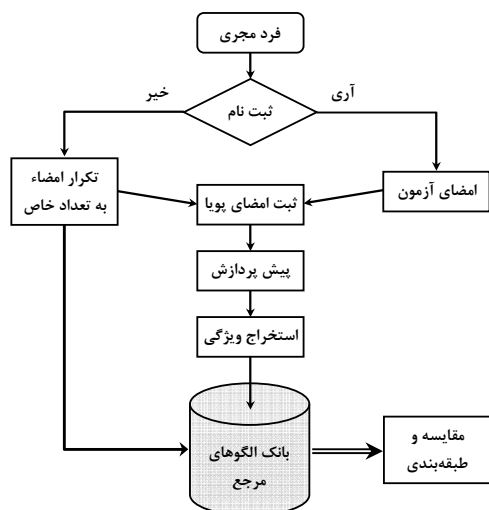 فرد مجری
ثبت نام
آری
خیر
امضای آزمون
تکرار امضاء
به تعداد خاص
ثبت امضای پویا
پیش پردازش
استخراج ویژگی
بانک الگوهای
مرجع
مقایسه و
طبقه‌بندی